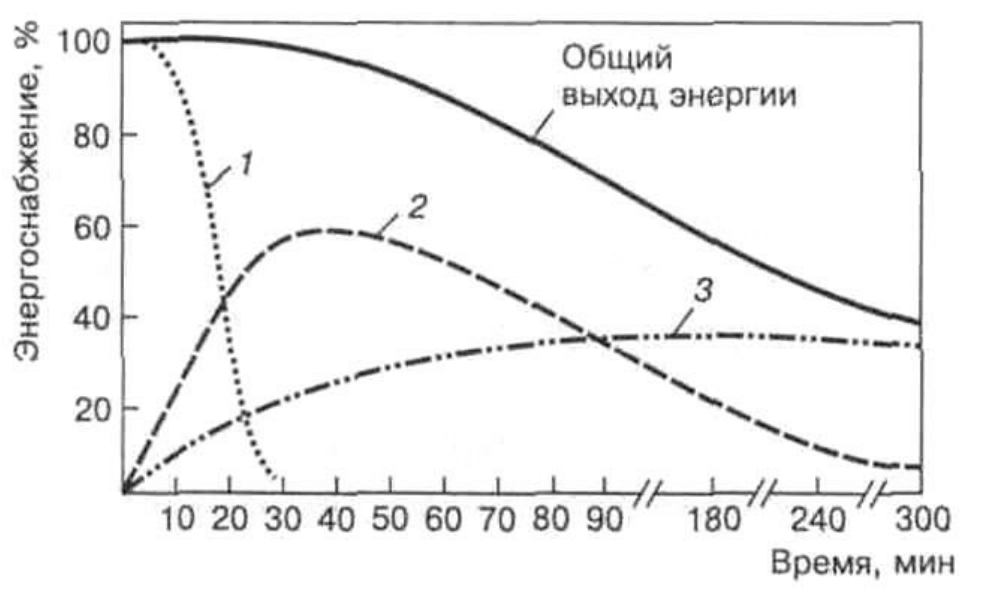 Энергоснабжение, %
100
80
60
40
20
Общий
выход энергии
1
2
3
10 20 30 40 50 60 70 80 90 180 240 300
Время, мин